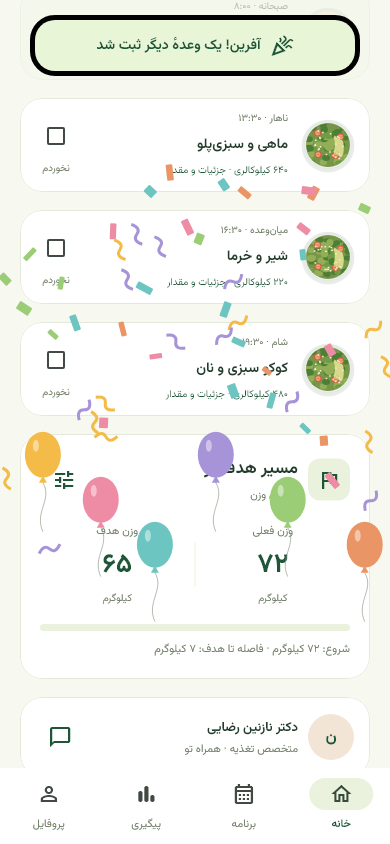 صبحانه · ۸:۰۰
آفرین! یک وعدهٔ دیگر ثبت شد
ناهار · ۱۳:۳۰
ماهی و سبزی‌پلو
۶۴۰ کیلوکالری · جزئیات و مقدار
نخوردم
میان‌وعده · ۱۶:۳۰
شیر و خرما
۲۲۰ کیلوکالری · جزئیات و مقدار
نخوردم
شام · ۱۹:۳۰
کوکو سبزی و نان
۴۸۰ کیلوکالری · جزئیات و مقدار
نخوردم
مسیر هدف
وزن
وزن فعلی
۷۲
کیلوگرم
وزن هدف
۶۵
کیلوگرم
شروع: ۷۲ کیلوگرم · فاصله تا هدف: ۷ کیلوگرم
ن
دکتر نازنین رضایی
متخصص تغذیه · همراه تو
خانه
برنامه
پیگیری
پروفایل